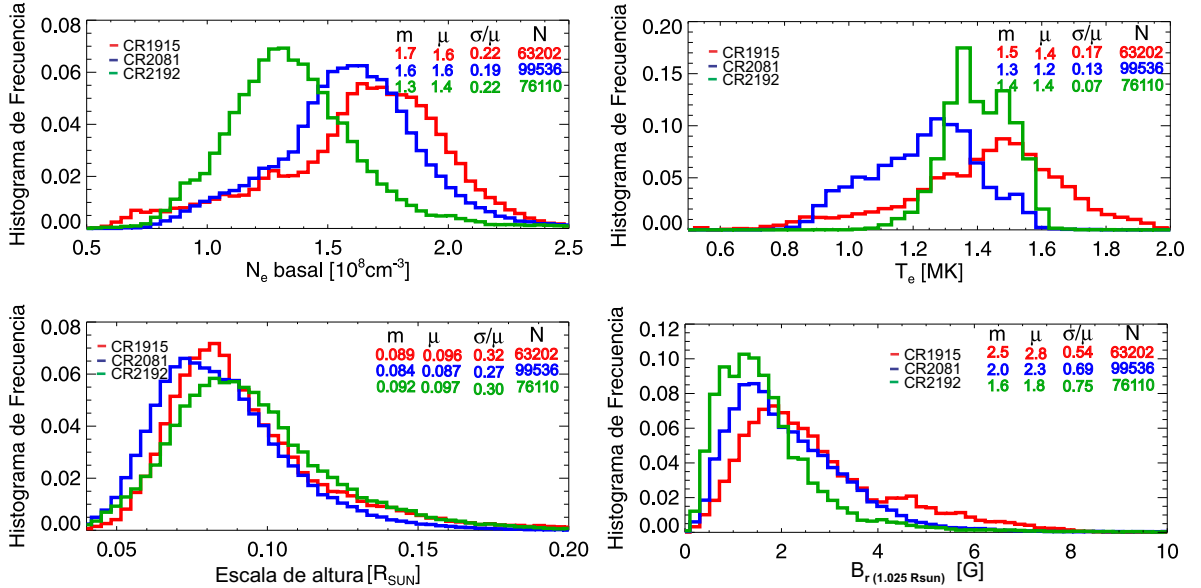 Histograma de Frecuencia
0.08
0.06
0.04
0.02
0.00
CR1915
CR2081
CR2192
m μ σ/μ N
1.7 1.6 0.22 63202
1.6 1.6 0.19 99536
1.3 1.4 0.22 76110
0.5 1.0 1.5 2.0 2.5
Ne basal [10⁸cm⁻³]
Histograma de Frecuencia
0.20
0.15
0.10
0.05
0.00
CR1915
CR2081
CR2192
m μ σ/μ N
1.5 1.4 0.17 63202
1.3 1.2 0.13 99536
1.4 1.4 0.07 76110
0.6 0.8 1.0 1.2 1.4 1.6 1.8 2.0
Te [MK]
Histograma de Frecuencia
0.08
0.06
0.04
0.02
0.00
CR1915
CR2081
CR2192
m μ σ/μ N
0.089 0.096 0.32 63202
0.084 0.087 0.27 99536
0.092 0.097 0.30 76110
0.05 0.10 0.20
Escala de altura [RSUN]
Histograma de Frecuencia
0.12
0.10
0.08
0.06
0.04
0.02
0.00
CR1915
CR2081
CR2192
m μ σ/μ N
2.5 2.8 0.54 63202
2.0 2.3 0.69 99536
1.6 1.8 0.75 76110
0 2 4 6 8 10
Br (1.025 Rsun) [G]